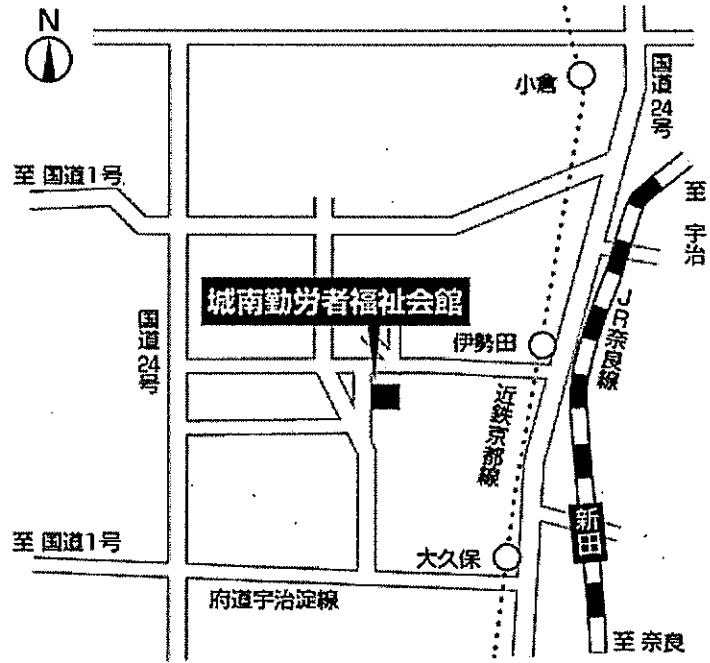 N
小倉
国道24号
至 国道1号
至 宇治
城南勤労者福祉会館
国道24号
伊勢田
JR奈良線
近鉄京都線
新田
至 国道1号
大久保
府道宇治淀線
至 奈良